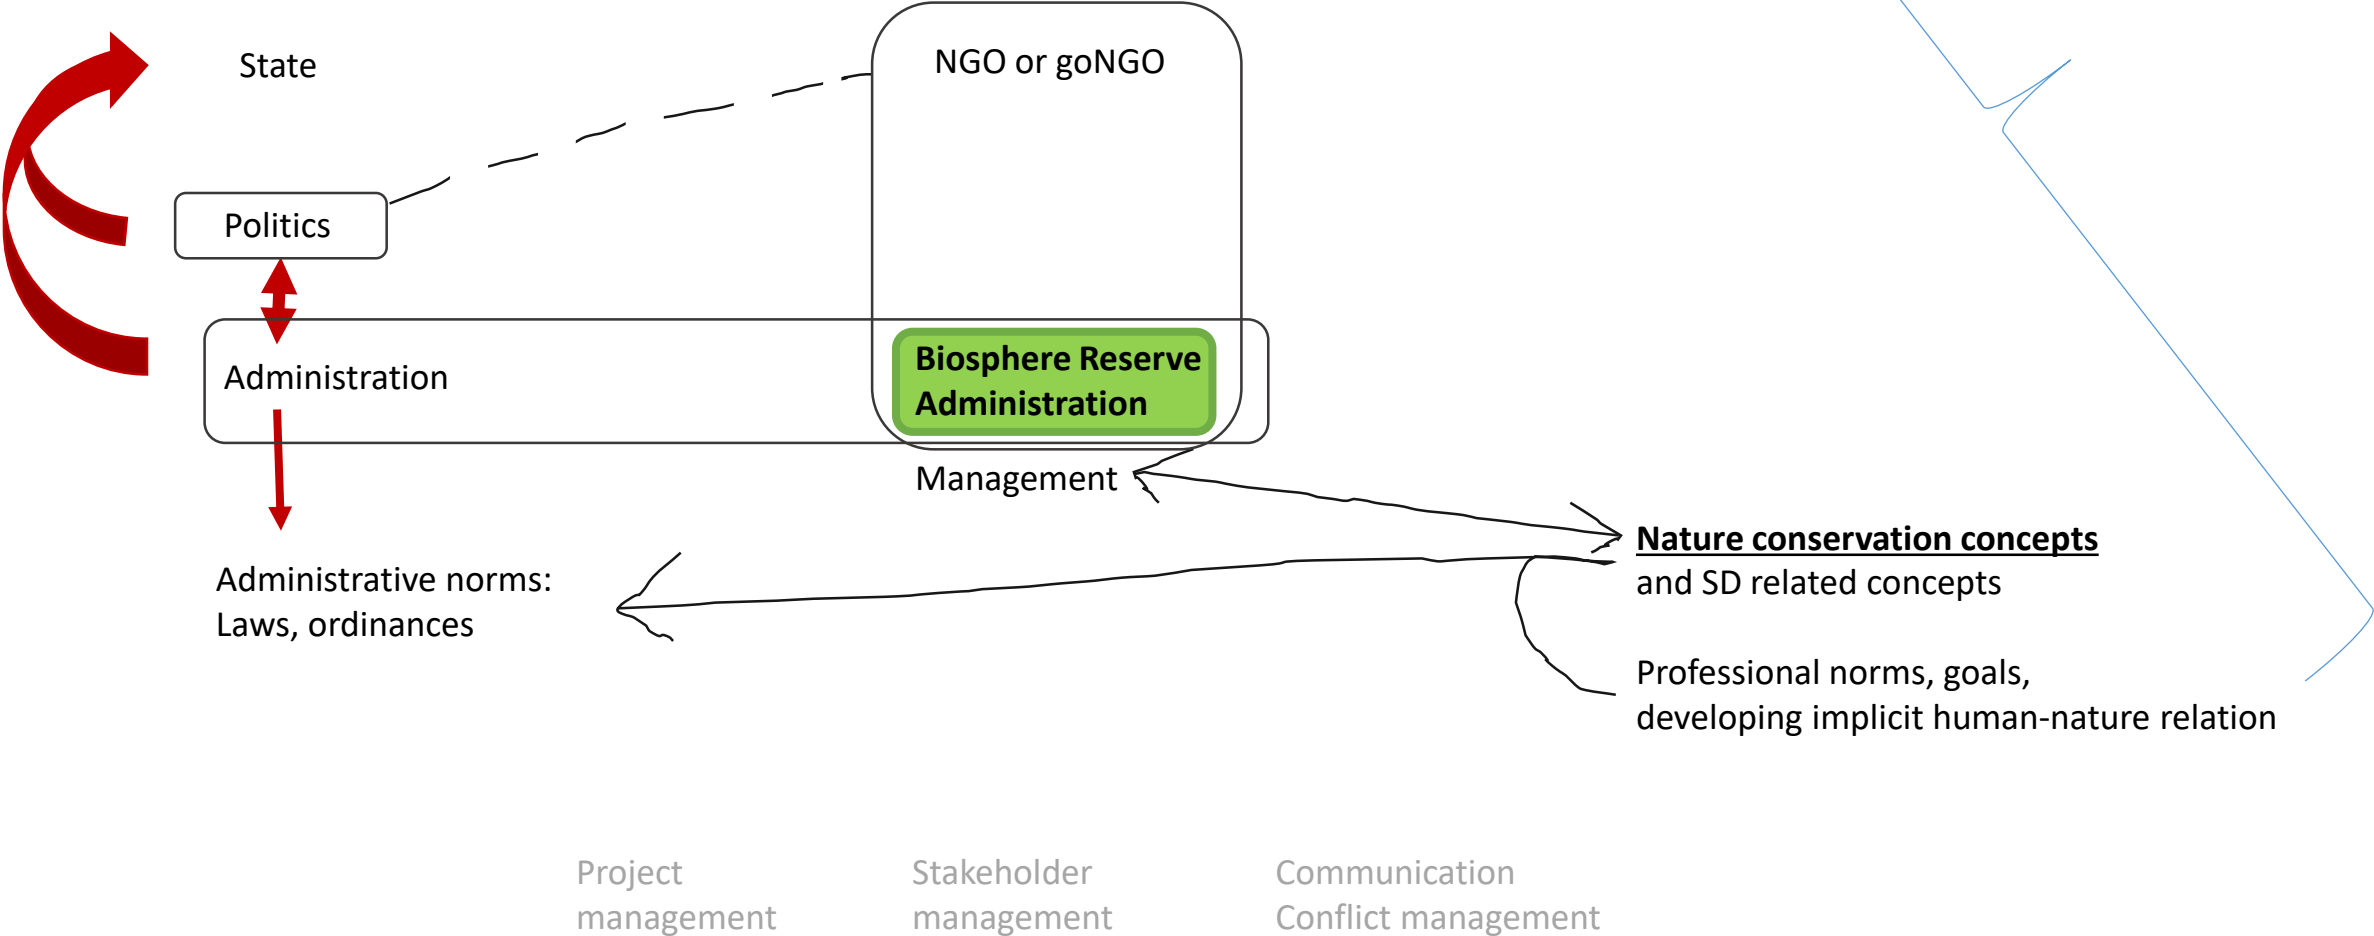 State
NGO or goNGO
Politics
Administration
Biosphere Reserve
Administration
Management
Nature conservation concepts
and SD related concepts
Administrative norms:
Laws, ordinances
Professional norms, goals,
developing implicit human-nature relation
Project
management
Stakeholder
management
Communication
Conflict management